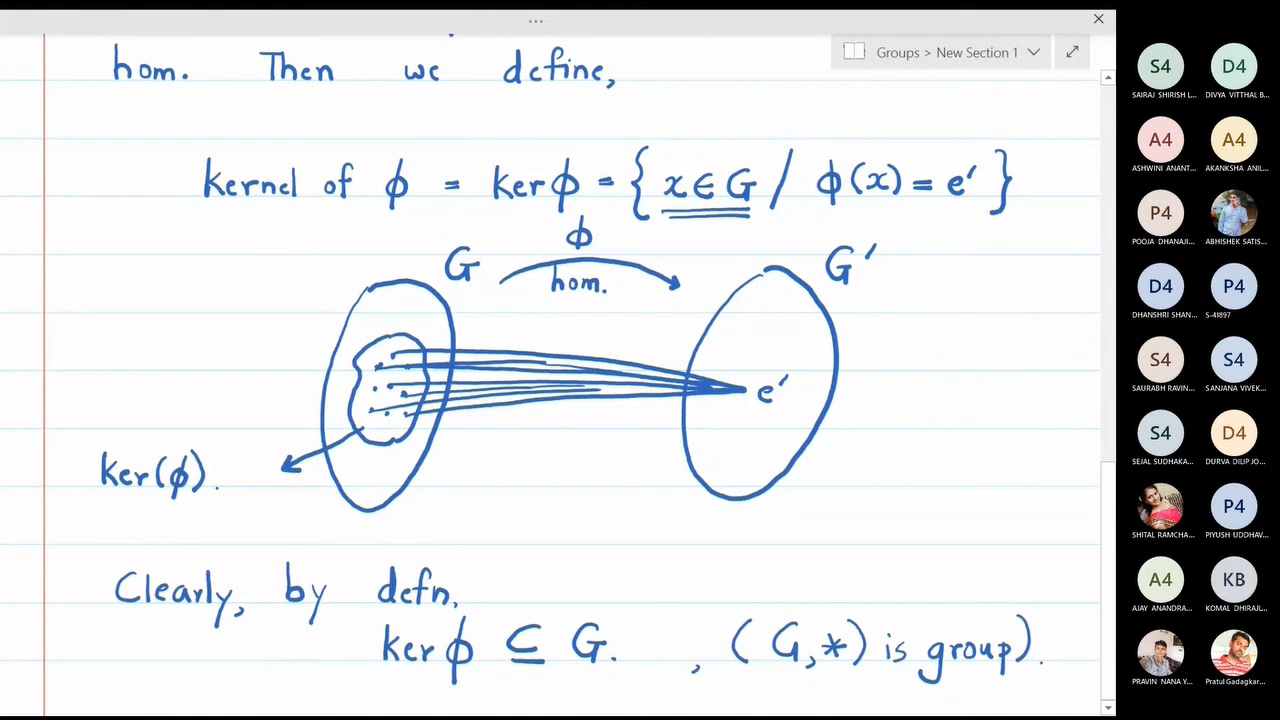 Groups > New Section 1
hom. Then we define,
kernel of ϕ = kerϕ = { x ∈ G / ϕ(x) = e′ }
G ϕ G′
hom.
e′
ker(ϕ).
Clearly, by defn.
kerϕ ⊆ G. , (G,*) is group).
S4 D4
SAIRAJ SHIRISH L... DIVYA VITTHAL B...
A4 A4
ASHWINI ANANT... AKANKSHA ANIL...
P4
POOJA DHANAJI... ABHISHEK SATIS...
D4 P4
DHANSHRI SHAN... S-41897
S4 S4
SAURABH RAVIN... SANJANA VIVEK...
S4 D4
SEJAL SUDHAKA... DURVA DILIP JO...
P4
SHITAL RAMCHA... PIYUSH UDDHAV...
A4 KB
AJAY ANANDRA... KOMAL DHIRAJL...
PRAVIN NANA Y... Pratul Gadagkar...